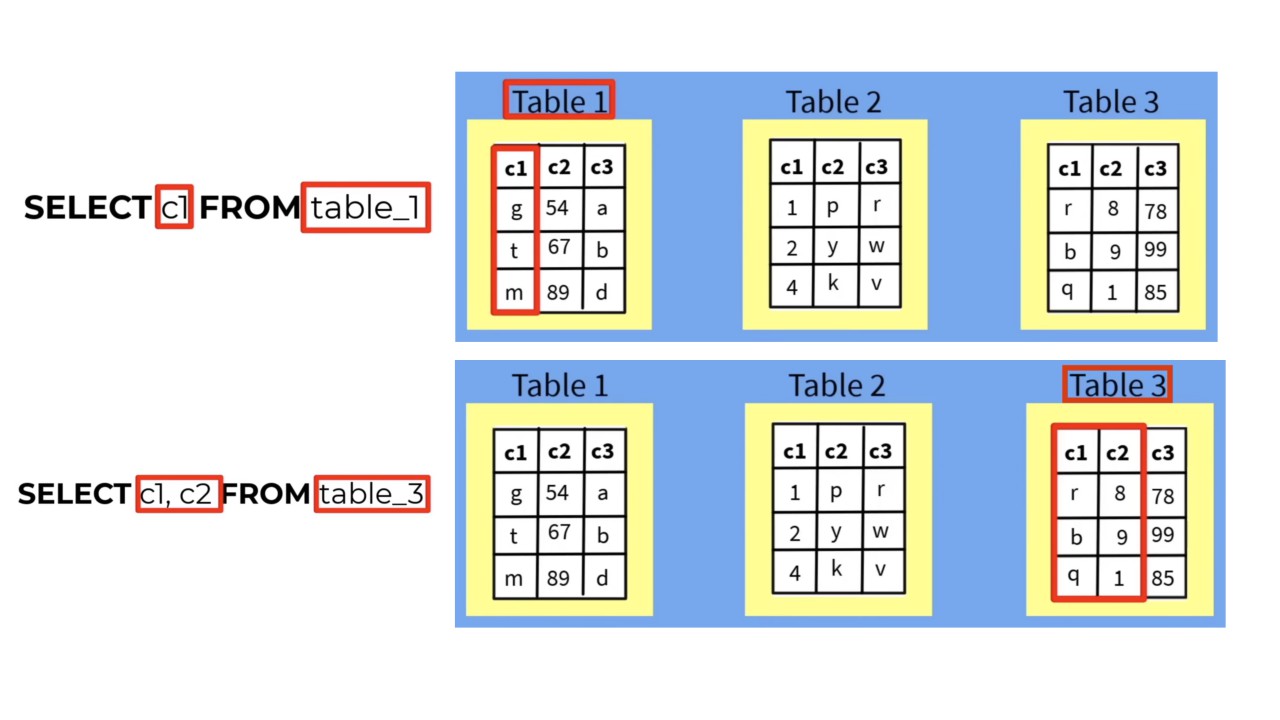 Table 1 Table 2 Table 3
c1 c2 c3 c1 c2 c3 c1 c2 c3
SELECT c1 FROM table_1
g 54 a 1 p r r 8 78
t 67 b 2 y w b 9 99
m 89 d 4 k v q 1 85
Table 1 Table 2 Table 3
c1 c2 c3 c1 c2 c3 c1 c2 c3
SELECT c1, c2 FROM table_3
g 54 a 1 p r r 8 78
t 67 b 2 y w b 9 99
m 89 d 4 k v q 1 85